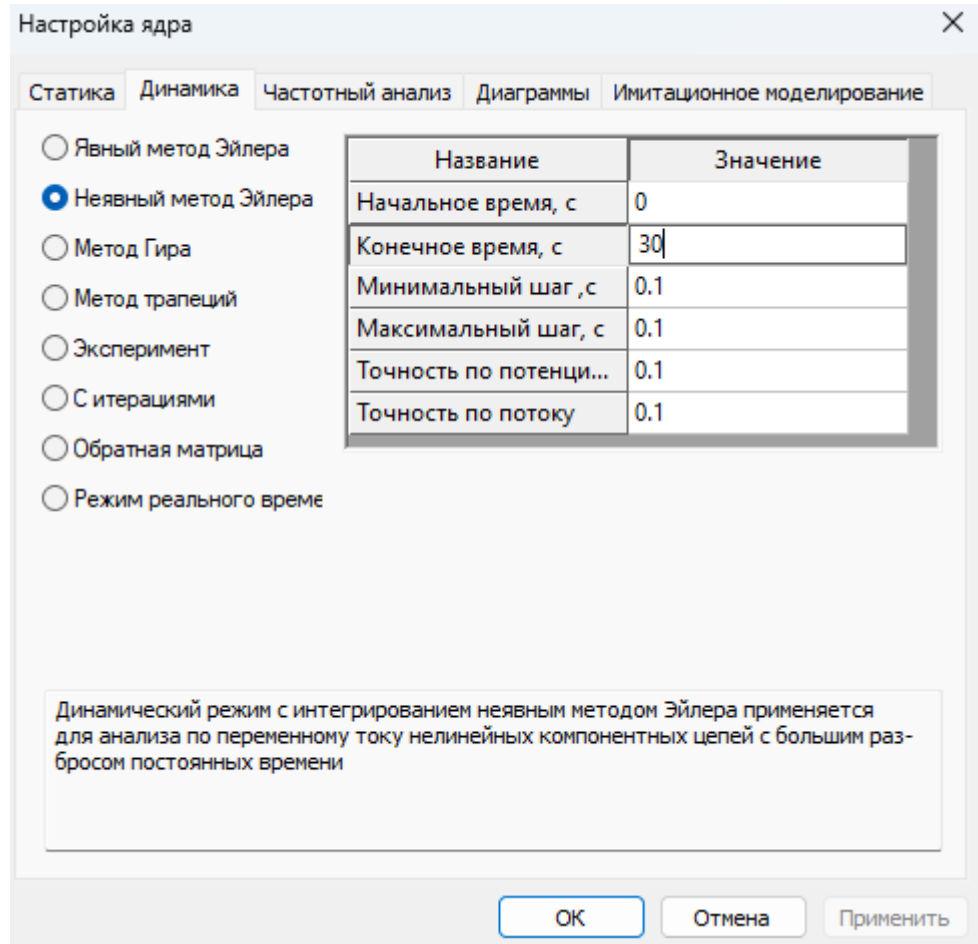 Настройка ядра
Статика Динамика Частотный анализ Диаграммы Имитационное моделирование
Явный метод Эйлера
Неявный метод Эйлера
Метод Гира
Метод трапеций
Эксперимент
С итерациями
Обратная матрица
Режим реального време
Название Значение
Начальное время, с 0
Конечное время, с 30
Минимальный шаг ,с 0.1
Максимальный шаг, с 0.1
Точность по потенци... 0.1
Точность по потоку 0.1
Динамический режим с интегрированием неявным методом Эйлера применяется
для анализа по переменному току нелинейных компонентных цепей с большим раз-
бросом постоянных времени
ОК Отмена Применить